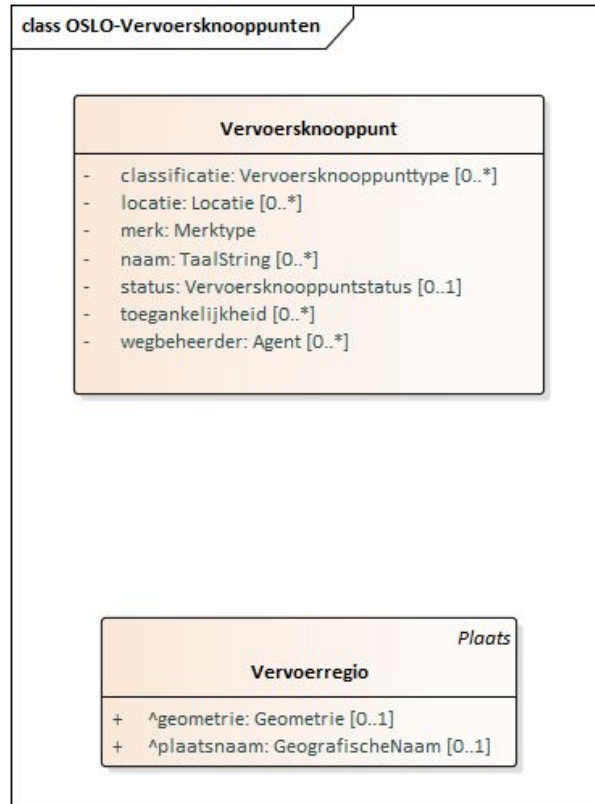 class OSLO-Vervoersknooppunten
Vervoersknooppunt
- classificatie: Vervoersknooppunttype [0..*]
- locatie: Locatie [0..*]
- merk: Merktype
- naam: TaalString [0..*]
- status: Vervoersknooppuntstatus [0..1]
- toegankelijkheid [0..*]
- wegbeheerder: Agent [0..*]
Plaats
Vervoerregio
+ ^geometrie: Geometrie [0..1]
+ ^plaatsnaam: GeografischeNaam [0..1]